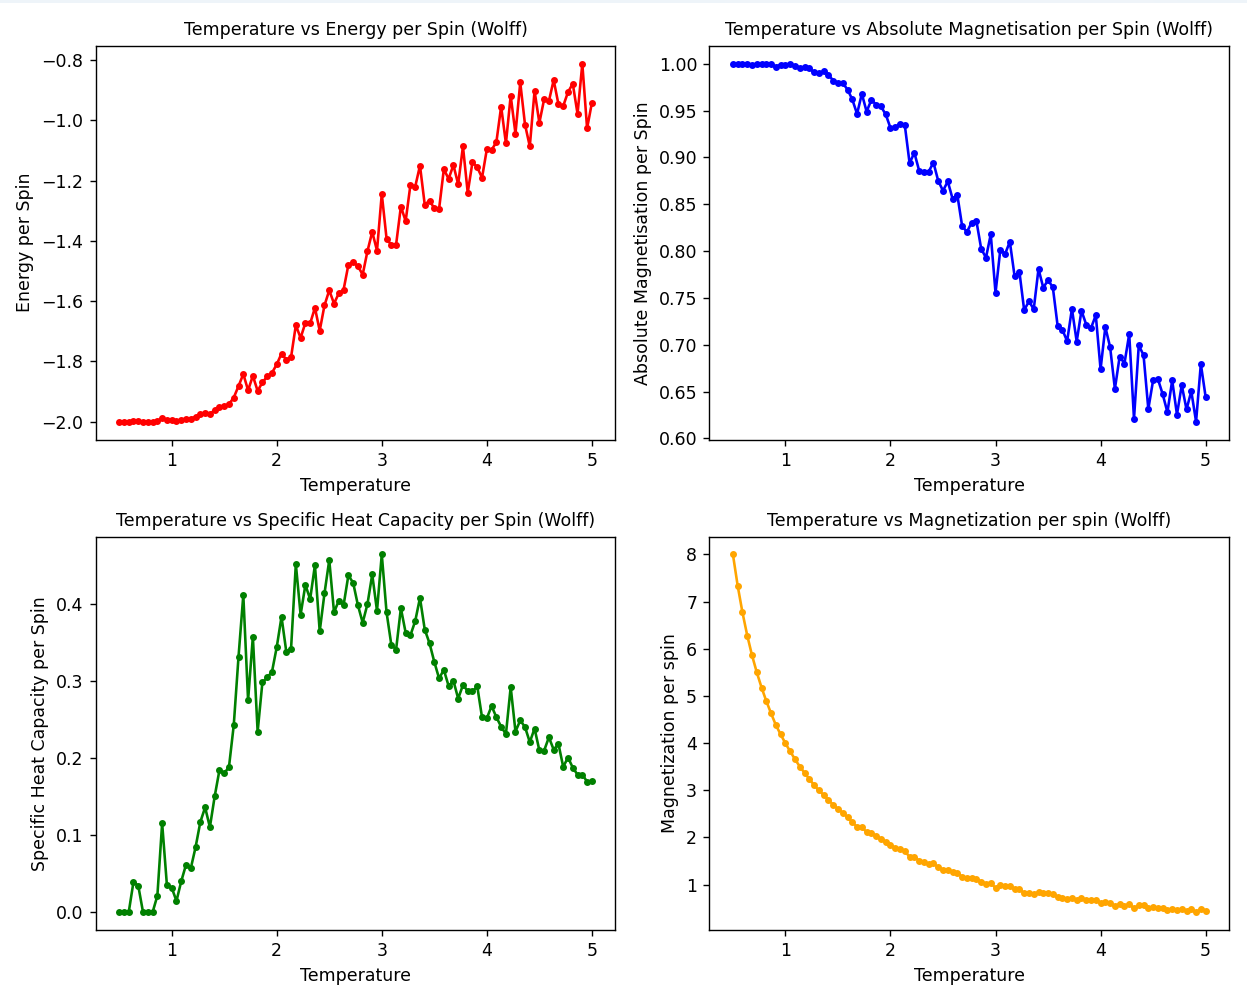 Temperature vs Energy per Spin (Wolff)
−0.8
−1.0
−1.2
−1.4
−1.6
−1.8
−2.0
Energy per Spin
1 2 3 4 5
Temperature
Temperature vs Absolute Magnetisation per Spin (Wolff)
1.00
0.95
0.90
0.85
0.80
0.75
0.70
0.65
0.60
Absolute Magnetisation per Spin
1 2 3 4 5
Temperature
Temperature vs Specific Heat Capacity per Spin (Wolff)
0.4
0.3
0.2
0.1
0.0
Specific Heat Capacity per Spin
1 2 3 4 5
Temperature
Temperature vs Magnetization per spin (Wolff)
8
7
6
5
4
3
2
1
Magnetization per spin
1 2 3 4 5
Temperature